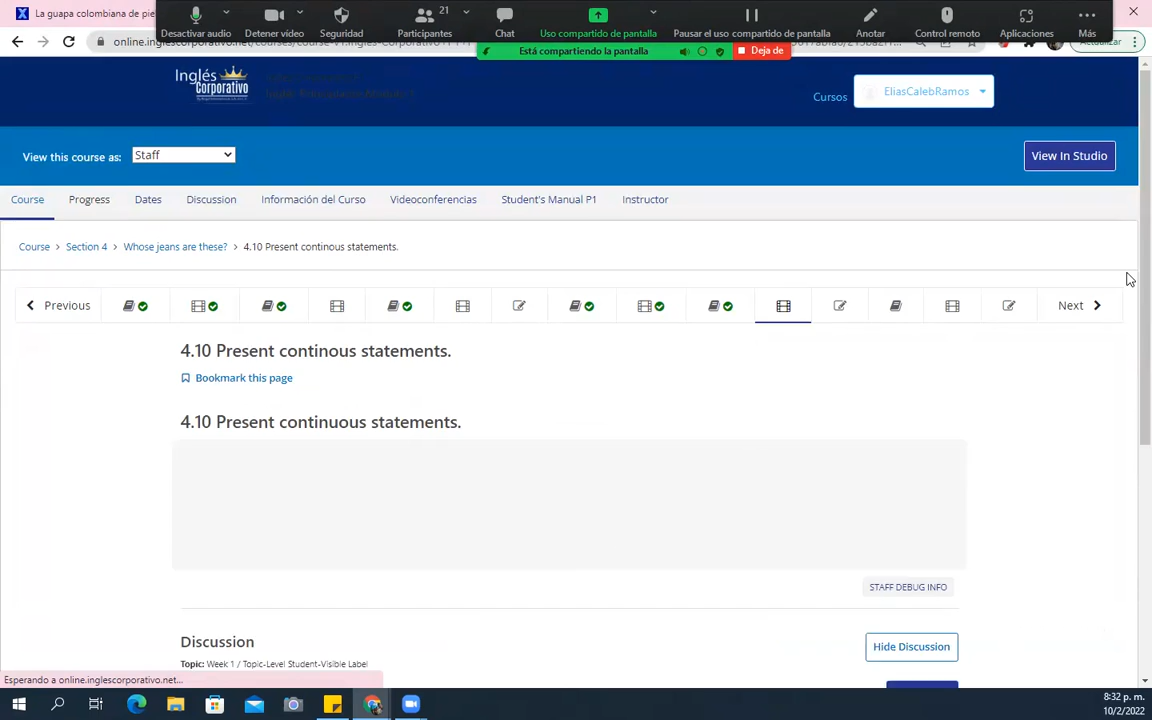 La guapa colombiana de pie
Desactivar audio
Detener video
Seguridad
Participantes
21
Chat
Uso compartido de pantalla
Pausar el uso compartido de pantalla
Anotar
Control remoto
Aplicaciones
Más
Está compartiendo la pantalla
Deja de
Inglés
Corporativo
Cursos
EliasCalebRamos
View this course as:
Staff
View In Studio
Course
Progress
Dates
Discussion
Información del Curso
Videoconferencias
Student's Manual P1
Instructor
Course > Section 4 > Whose jeans are these? > 4.10 Present continous statements.
Previous
Next
4.10 Present continous statements.
Bookmark this page
4.10 Present continuous statements.
STAFF DEBUG INFO
Discussion
Hide Discussion
Topic: Week 1 / Topic-Level Student-Visible Label
Esperando a online.inglescorporativo.net...
8:32 p. m.
10/2/2022